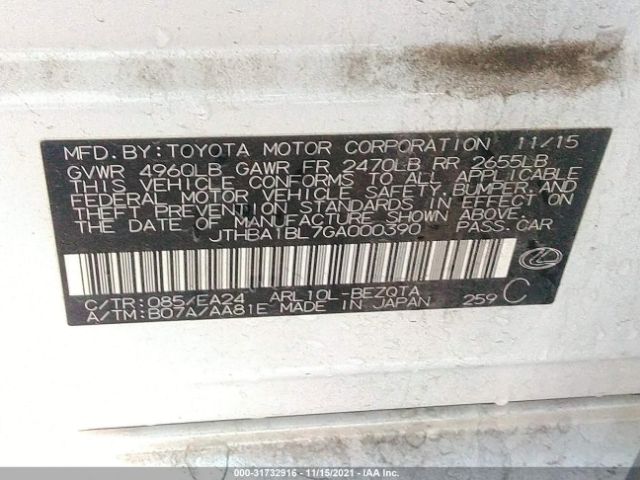 MFD. BY: TOYOTA MOTOR CORPORATION 11/15
GVWR 4960LB GAWR FR 2470LB RR 2655LB
THIS VEHICLE CONFORMS TO ALL APPLICABLE
FEDERAL MOTOR VEHICLE SAFETY, BUMPER, AND
THEFT PREVENTION STANDARDS IN EFFECT ON
THE DATE OF MANUFACTURE SHOWN ABOVE.
JTHBA1BL7GA000390 PASS. CAR
C/TR: 085/EA24 ARL10L-BEZQTA
A/TM: B07A/AA81E MADE IN JAPAN 259 C
000-31732916 - 11/15/2021 - IAA Inc.